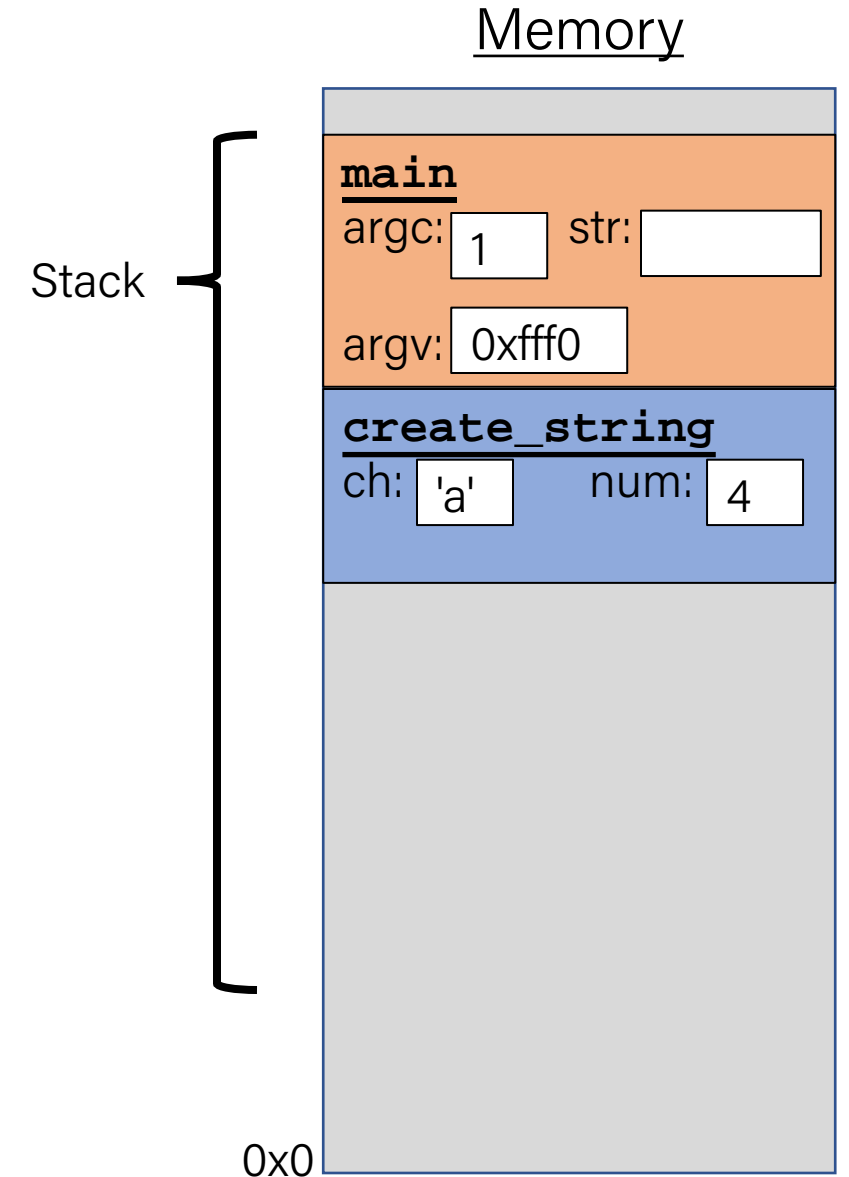 Memory
main
argc: 1 str:
Stack
argv: 0xfff0
create_string
ch: 'a' num: 4
0x0